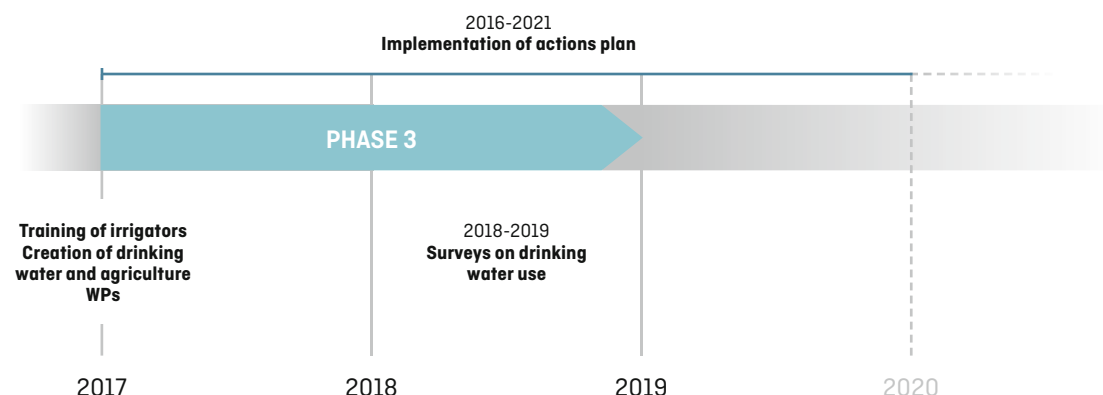 2016-2021
Implementation of actions plan
PHASE 3
Training of irrigators
Creation of drinking
water and agriculture
WPs
2018-2019
Surveys on drinking
water use
2017
2018
2019
2020